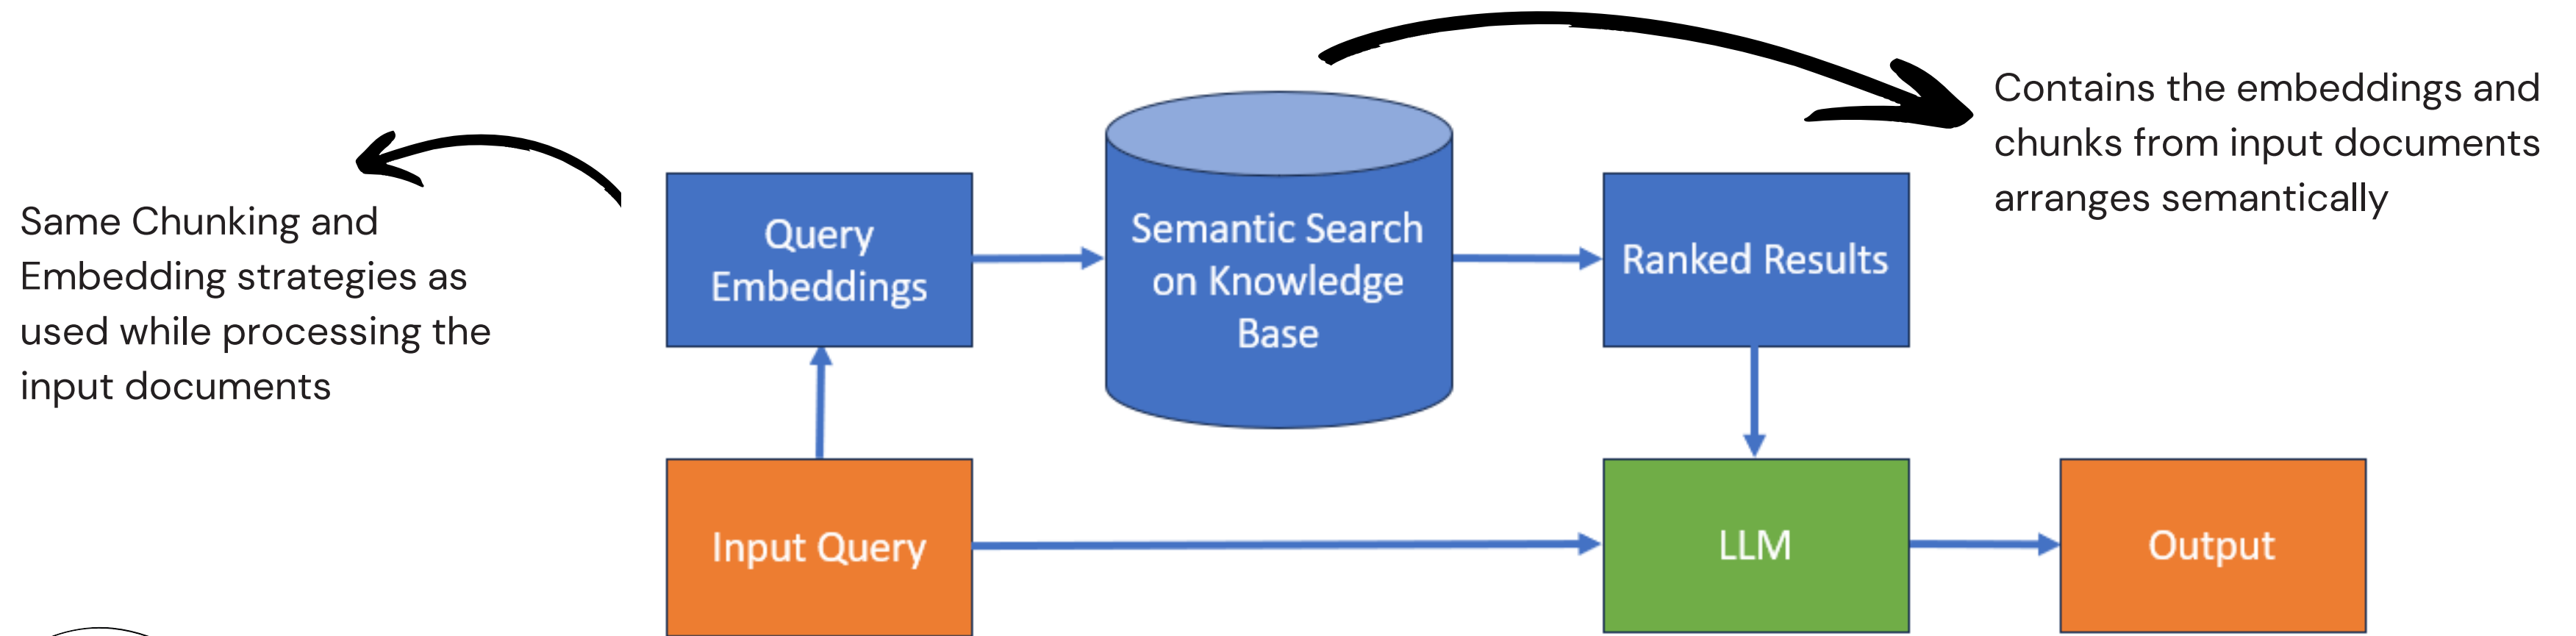 Contains the embeddings and
chunks from input documents
arranges semantically
Same Chunking and
Embedding strategies as
used while processing the
input documents
Query
Embeddings
Semantic Search
on Knowledge
Base
Ranked Results
Input Query
LLM
Output